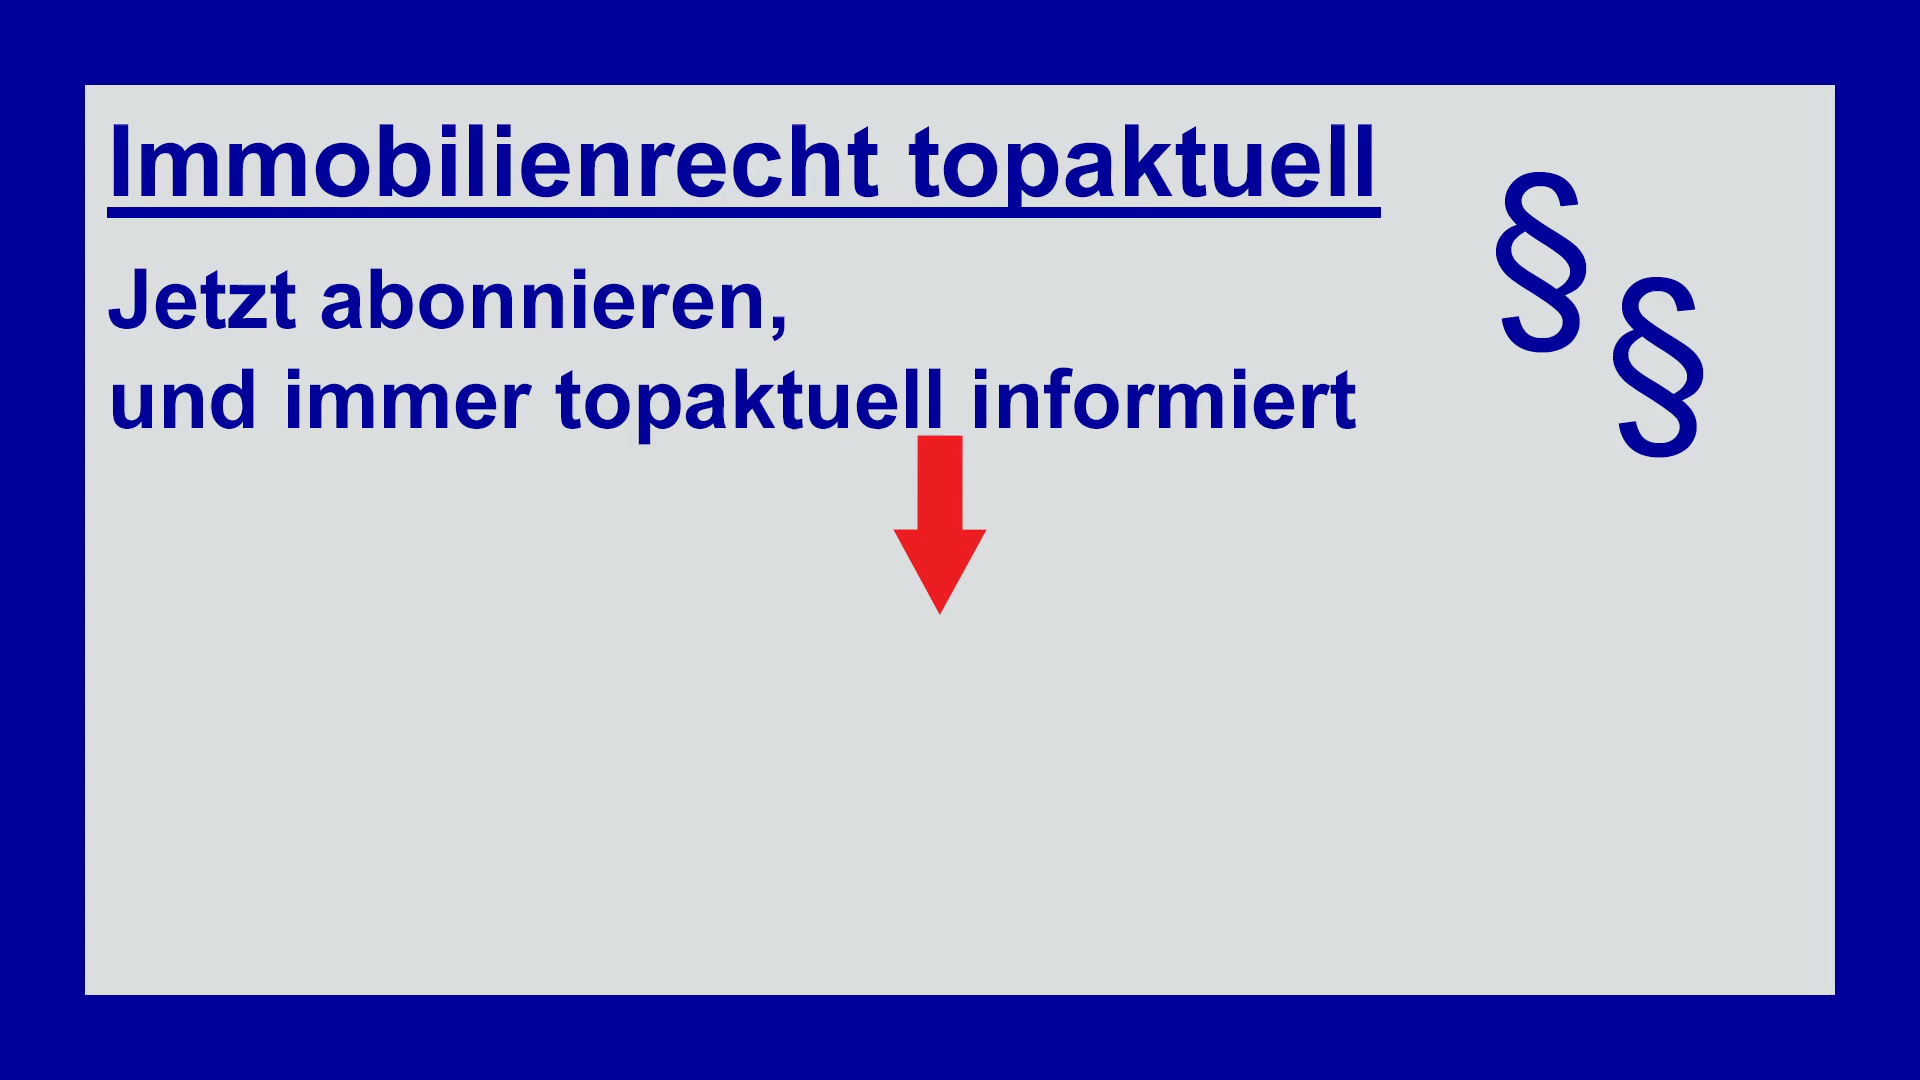 Immobilienrecht topaktuell
Jetzt abonnieren,
und immer topaktuell informiert
§
§